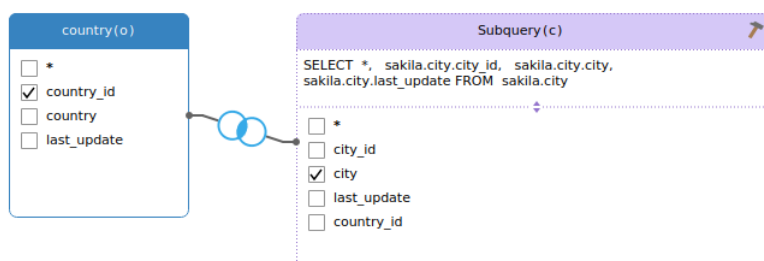 country(o)
*
country_id
country
last_update
Subquery(c)
SELECT *, sakila.city.city_id, sakila.city.city,
sakila.city.last_update FROM sakila.city
*
city_id
city
last_update
country_id